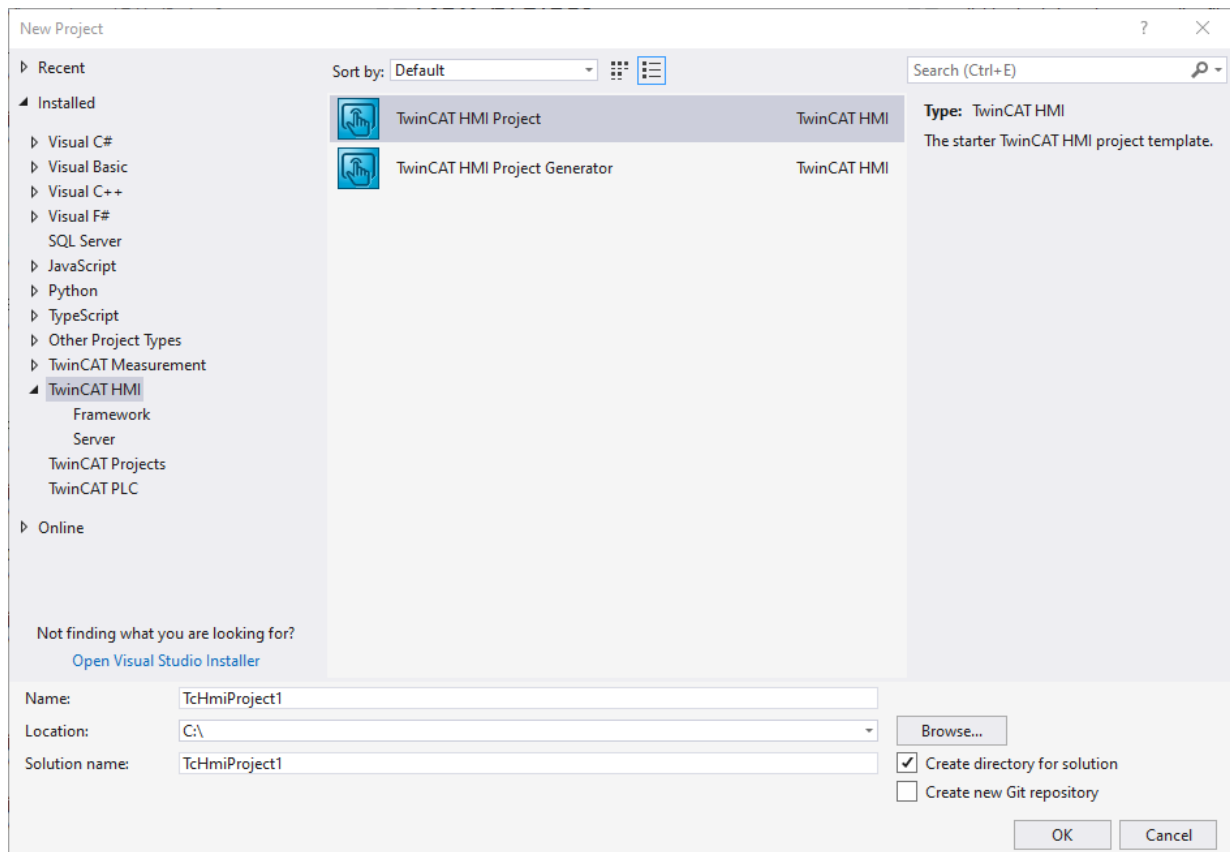 New Project
?
Recent
Installed
Visual C#
Visual Basic
Visual C++
Visual F#
SQL Server
JavaScript
Python
TypeScript
Other Project Types
TwinCAT Measurement
TwinCAT HMI
Framework
Server
TwinCAT Projects
TwinCAT PLC
Online
Not finding what you are looking for?
Open Visual Studio Installer
Sort by: Default
TwinCAT HMI Project TwinCAT HMI
TwinCAT HMI Project Generator TwinCAT HMI
Search (Ctrl+E)
Type: TwinCAT HMI
The starter TwinCAT HMI project template.
Name: TcHmiProject1
Location: C:\
Browse...
Solution name: TcHmiProject1
Create directory for solution
Create new Git repository
OK Cancel